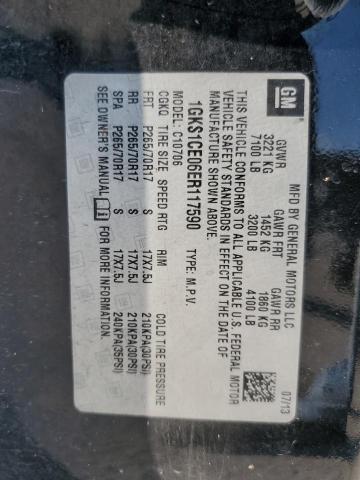 GM
MFD BY GENERAL MOTORS LLC 07/13
GVWR GAWR FRT GAWR RR
3221 KG 1452 KG 1860 KG
7100 LB 3200 LB 4100 LB
THIS VEHICLE CONFORMS TO ALL APPLICABLE U.S. FEDERAL MOTOR
VEHICLE SAFETY STANDARDS IN EFFECT ON THE DATE OF
MANUFACTURE SHOWN ABOVE.
1GKS1CE06ER117590 TYPE: M.P.V.
MODEL: C10706
CGKQ TIRE SIZE SPEED RTG RIM COLD TIRE PRESSURE
FRT P265/70R17 S 17X7.5J 210KPA(30PSI)
RR P265/70R17 S 17X7.5J 210KPA(30PSI)
SPA P265/70R17 S 17X7.5J 240KPA(35PSI)
SEE OWNER'S MANUAL FOR MORE INFORMATION.